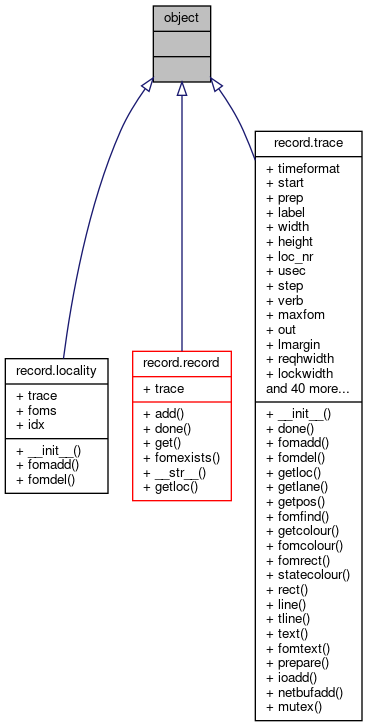 object
record.trace
+ timeformat
+ start
+ prep
+ label
+ width
+ height
+ loc_nr
+ usec
+ step
+ verb
+ maxfom
+ out
+ lmargin
+ reqhwidth
+ lockwidth
and 40 more...
+ __init__()
+ done()
+ fomadd()
+ fomdel()
+ getloc()
+ getlane()
+ getpos()
+ fomfind()
+ getcolour()
+ fomcolour()
+ fomrect()
+ statecolour()
+ rect()
+ line()
+ tline()
+ text()
+ fomtext()
+ prepare()
+ ioadd()
+ netbufadd()
+ mutex()
record.record
+ trace
+ add()
+ done()
+ get()
+ fomexists()
+ __str__()
+ getloc()
record.locality
+ trace
+ foms
+ idx
+ __init__()
+ fomadd()
+ fomdel()